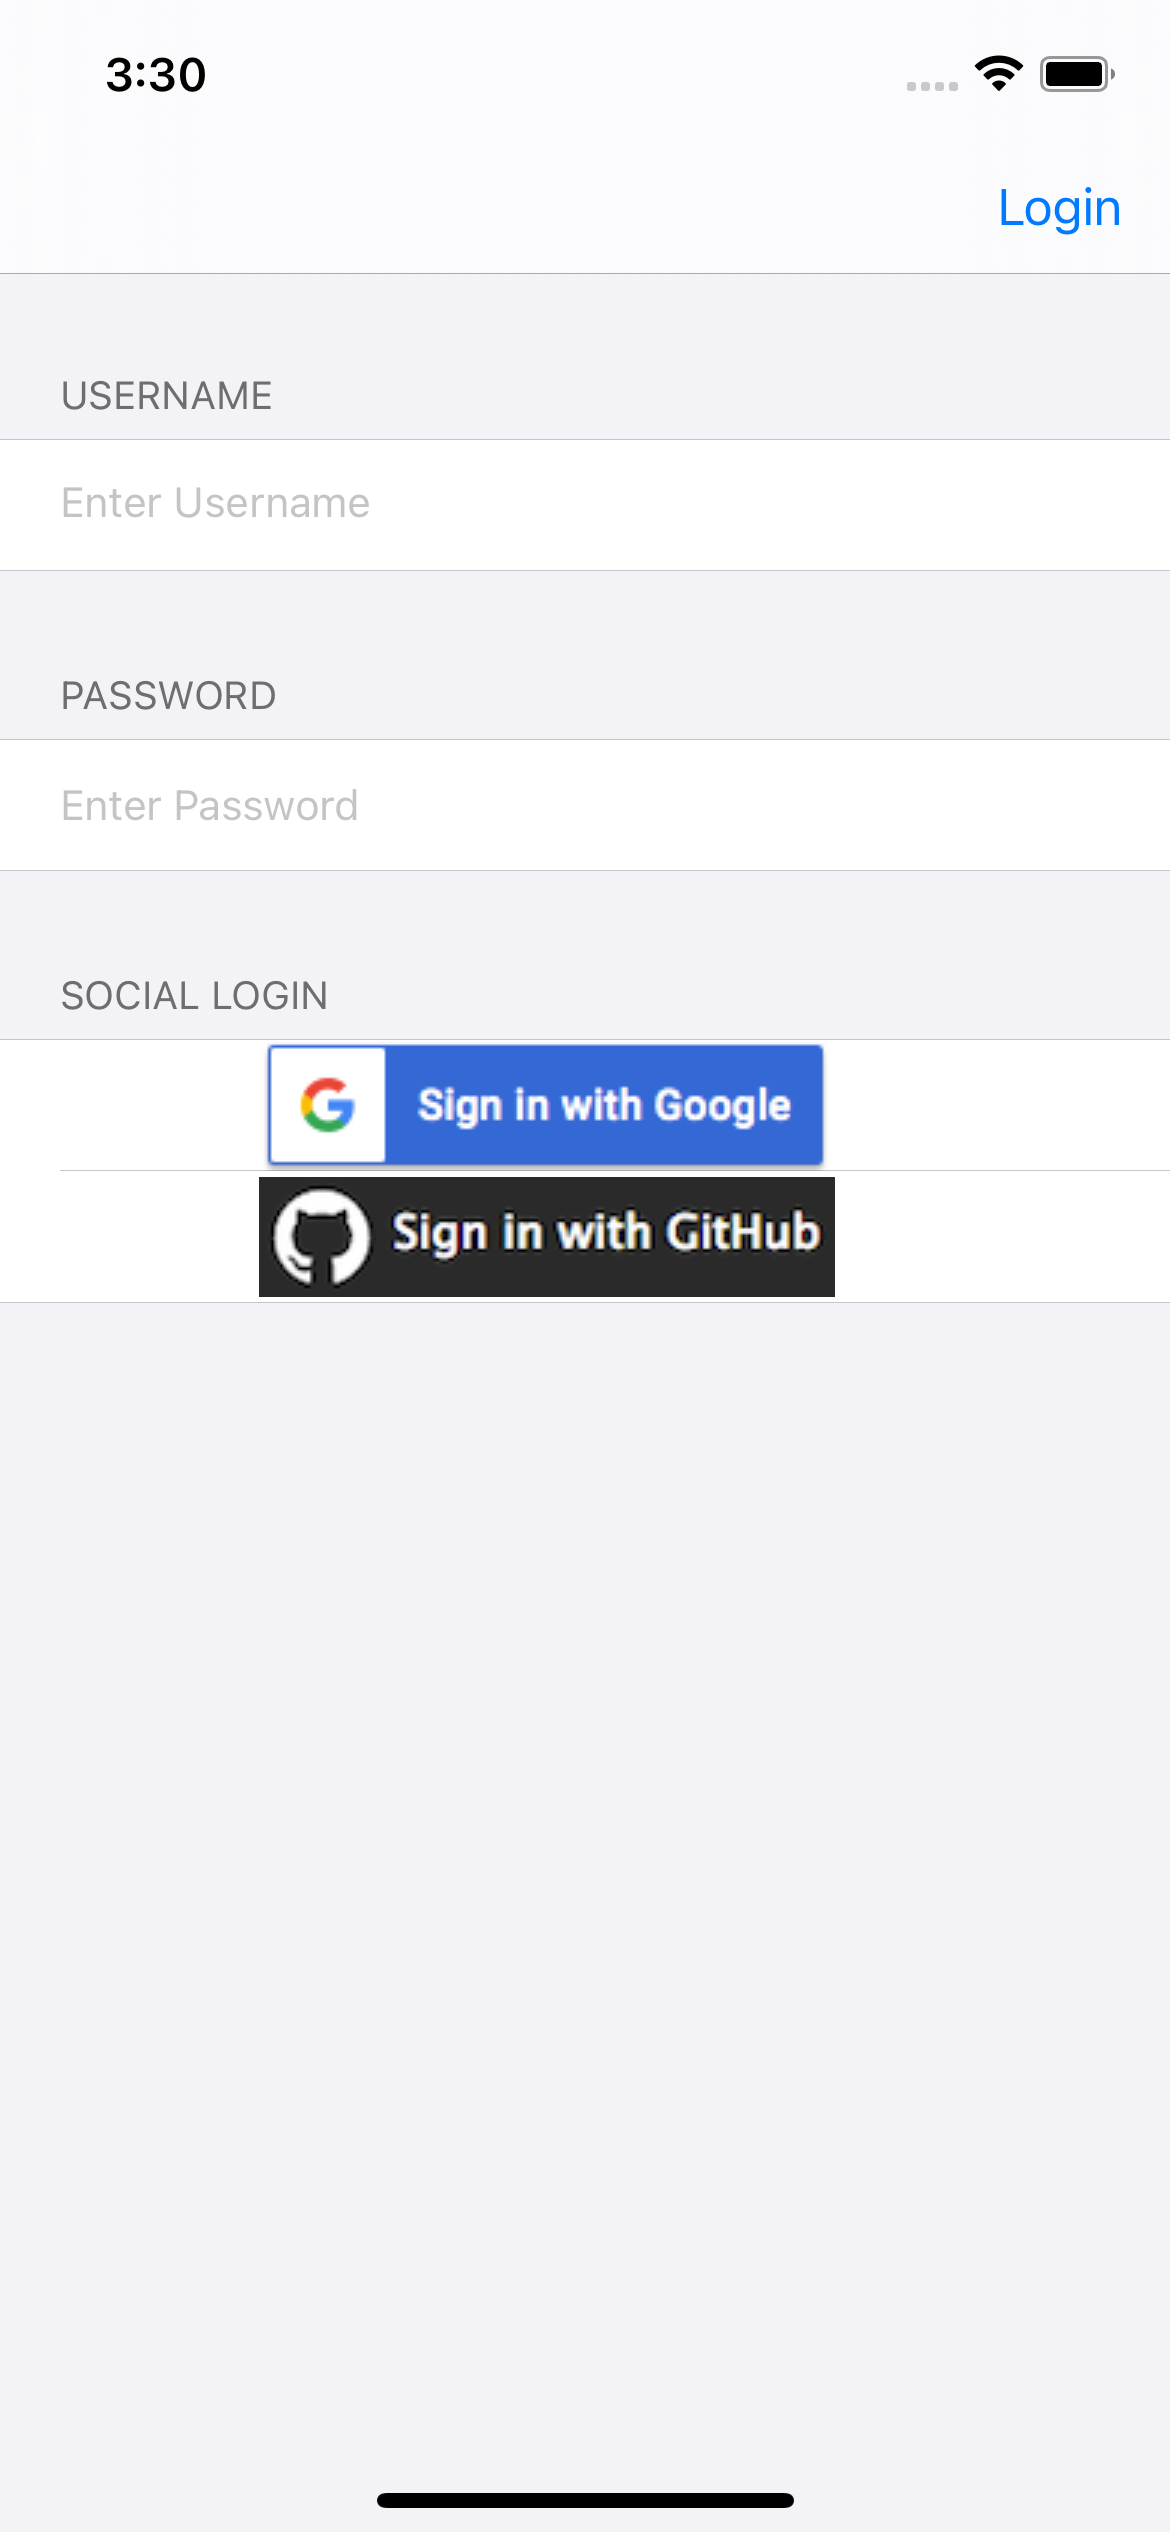 3:30
Login
USERNAME
Enter Username
PASSWORD
Enter Password
SOCIAL LOGIN
Sign in with Google
Sign in with GitHub